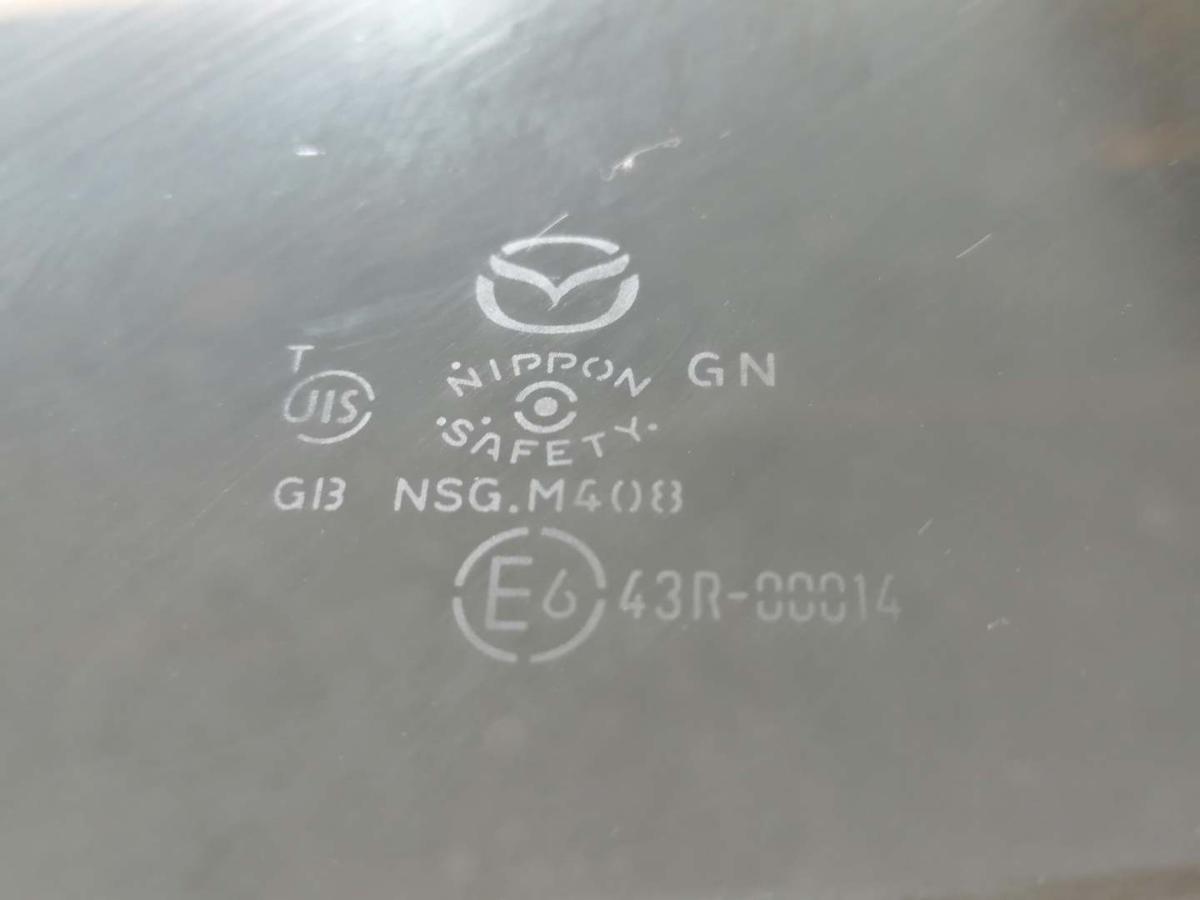 T
JIS
NIPPON
GN
SAFETY
GB NSG.M408
E6 43R-00014